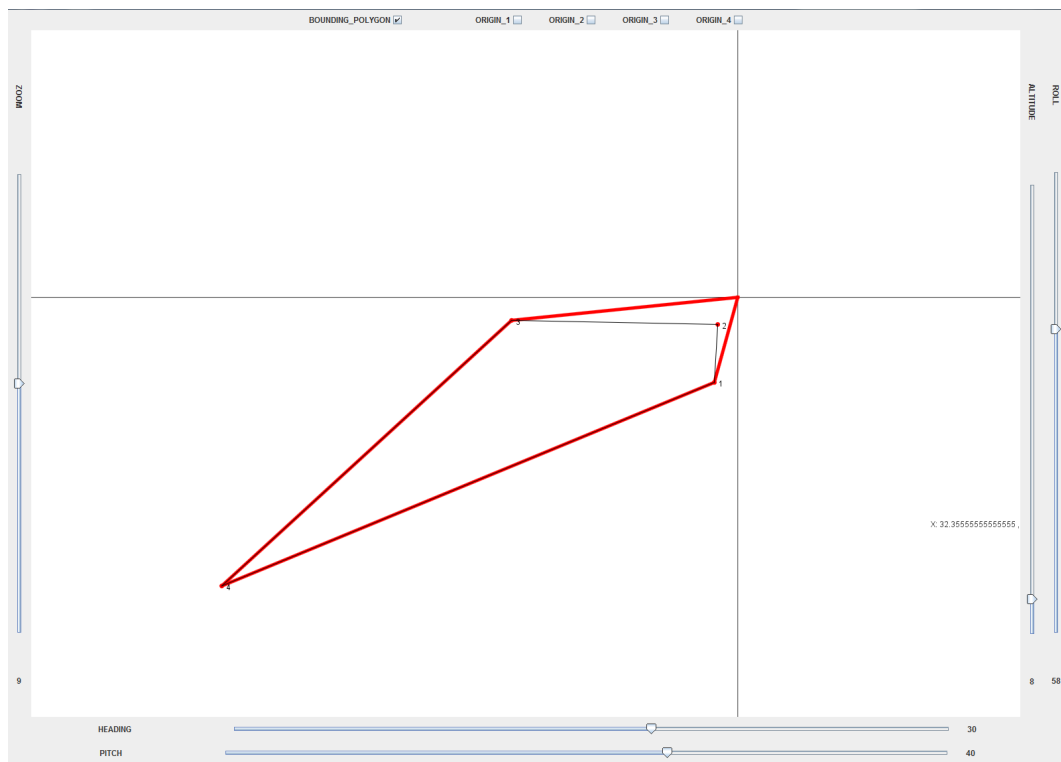 BOUNDING_POLYGON ORIGIN_1 ORIGIN_2 ORIGIN_3 ORIGIN_4
ZOOM
ALTITUDE
ROLL
3
2
1
X: 32.35555555555555 ,
4
9
8
58
HEADING 30
PITCH 40